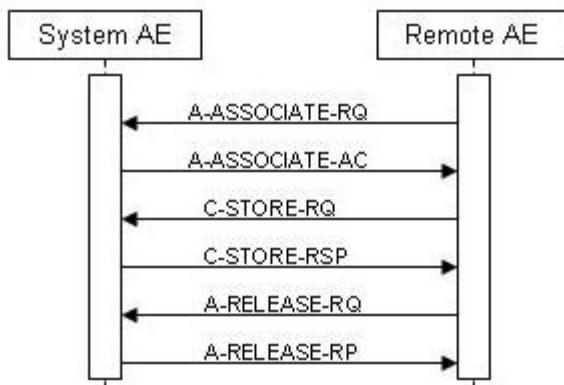 System AE
Remote AE
A-ASSOCIATE-RQ
A-ASSOCIATE-AC
C-STORE-RQ
C-STORE-RSP
A-RELEASE-RQ
A-RELEASE-RP